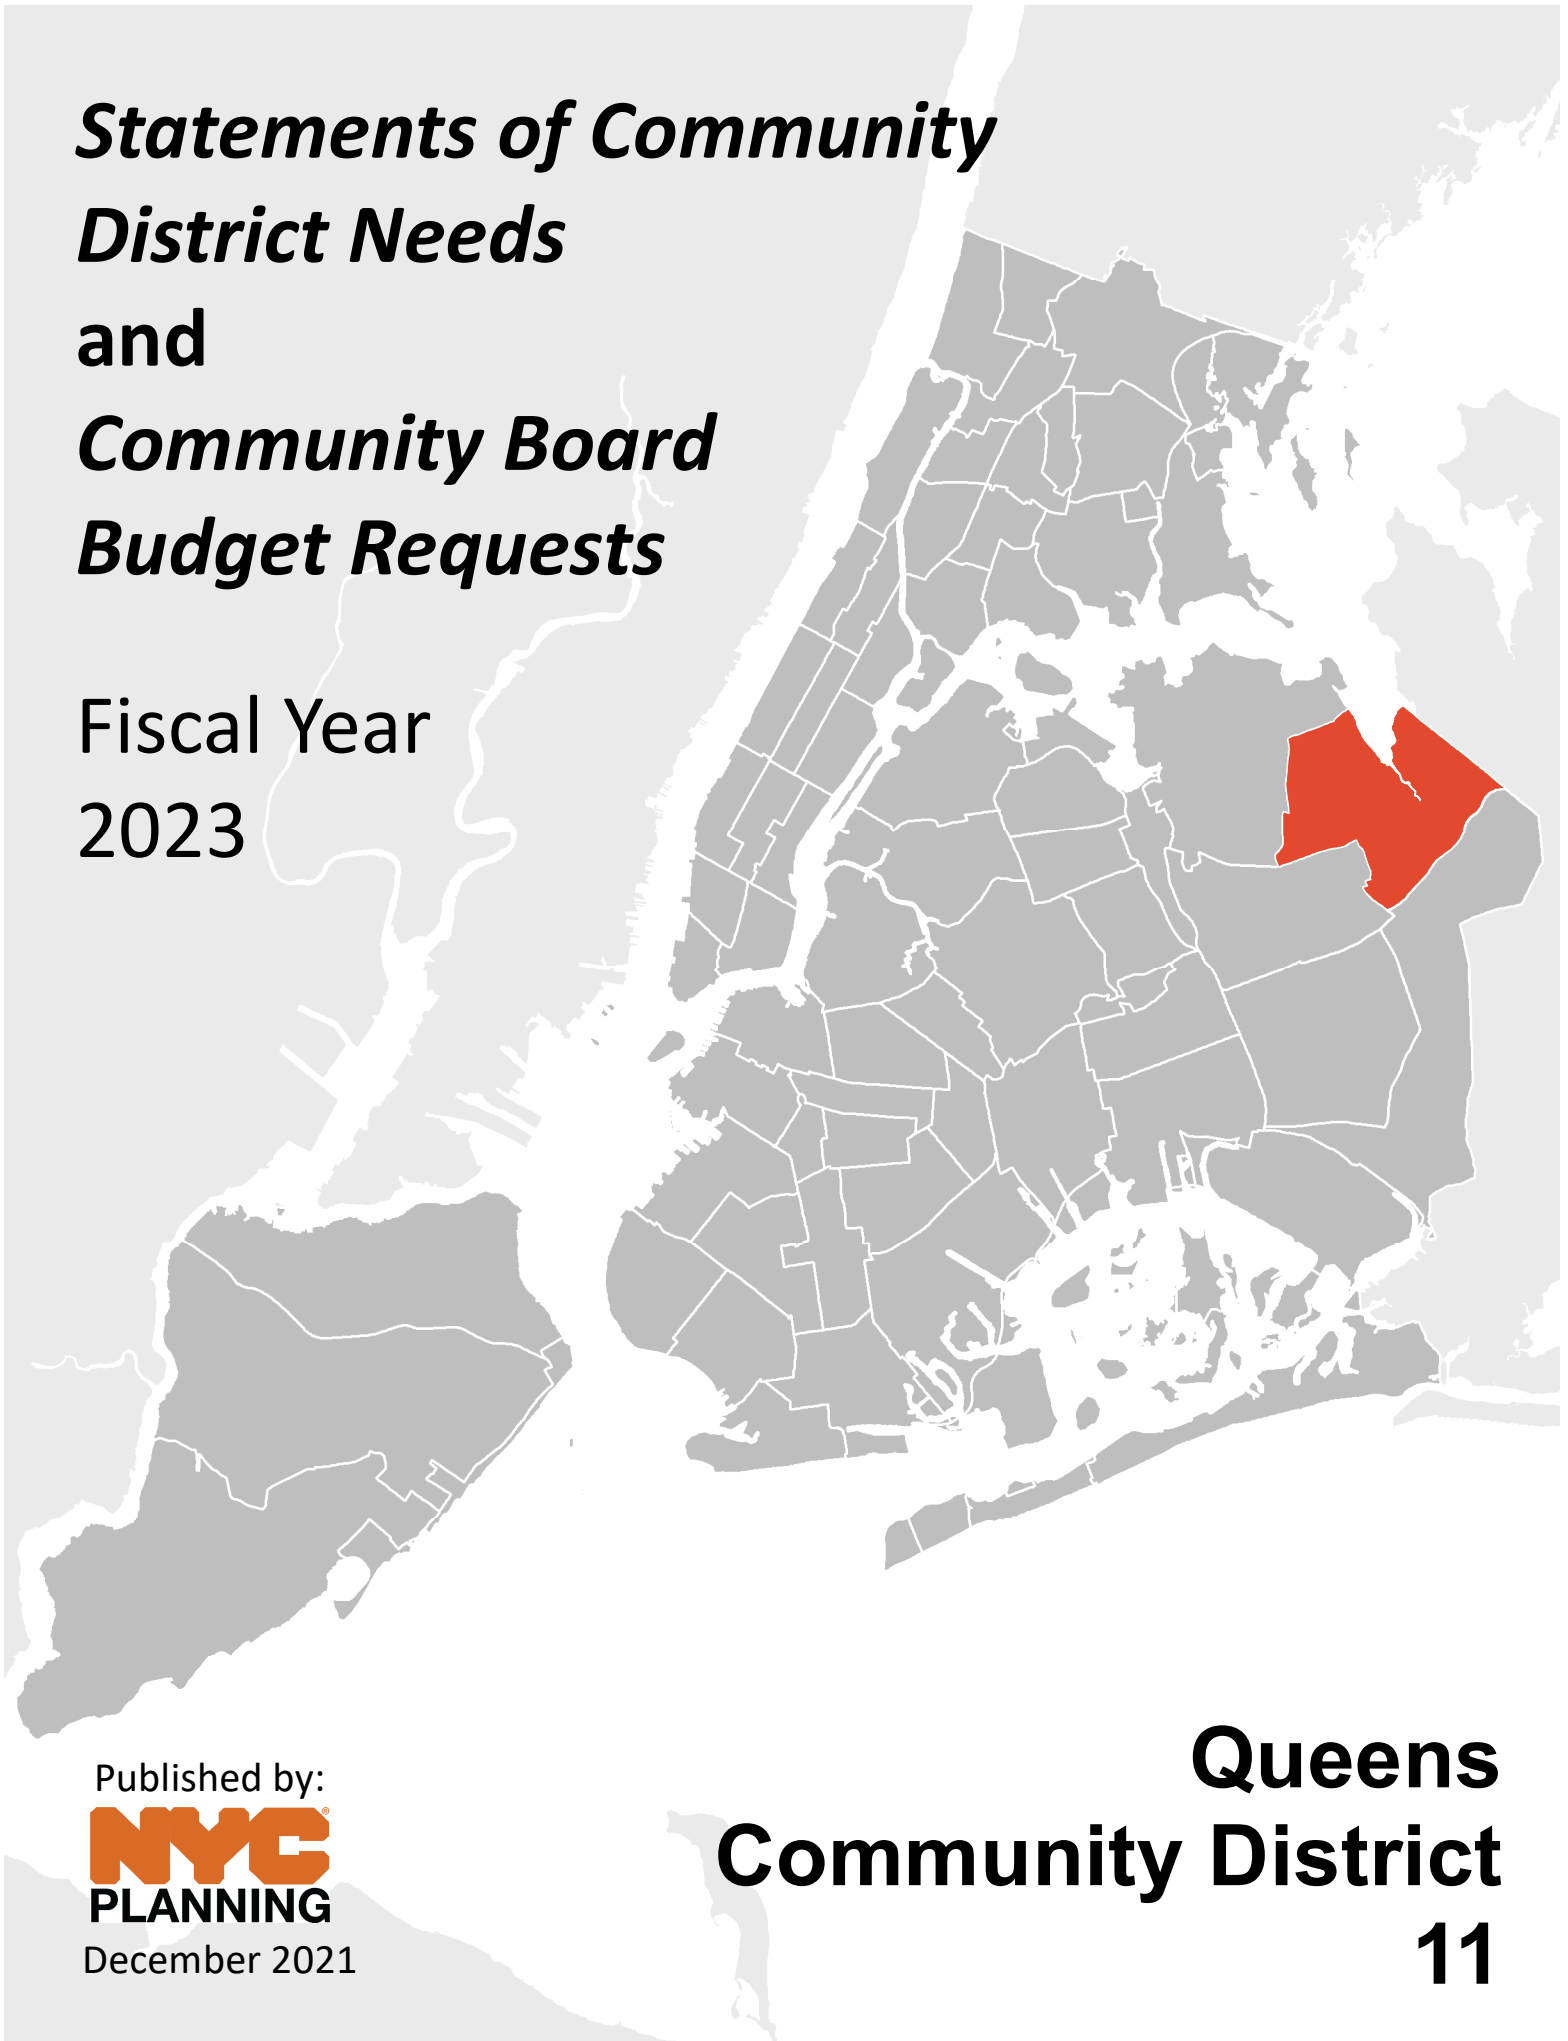 Statements of Community
District Needs
and
Community Board
Budget Requests
Fiscal Year
2023
Published by:
NYC®
PLANNING
December 2021
Queens
Community District
11